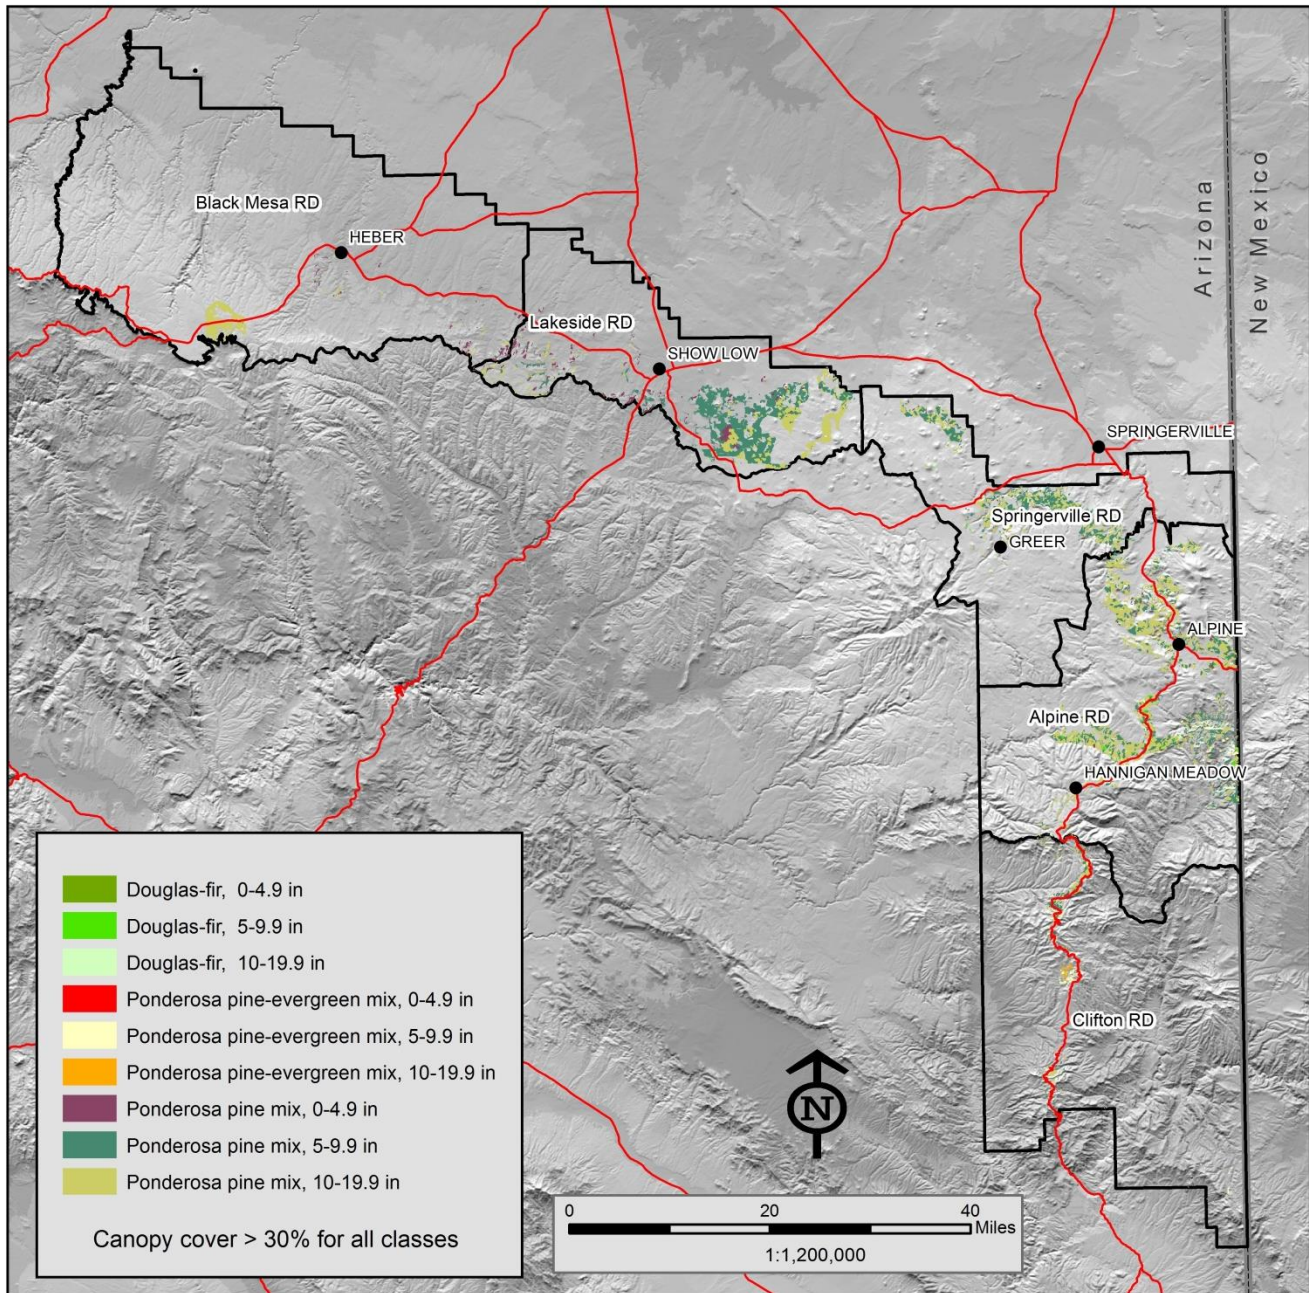 Arizona
New Mexico
Black Mesa RD
HEBER
Lakeside RD
SHOW LOW
SPRINGERVILLE
Springerville RD
GREER
ALPINE
Alpine RD
HANNIGAN MEADOW
Clifton RD
Douglas-fir, 0-4.9 in
Douglas-fir, 5-9.9 in
Douglas-fir, 10-19.9 in
Ponderosa pine-evergreen mix, 0-4.9 in
Ponderosa pine-evergreen mix, 5-9.9 in
Ponderosa pine-evergreen mix, 10-19.9 in
Ponderosa pine mix, 0-4.9 in
Ponderosa pine mix, 5-9.9 in
Ponderosa pine mix, 10-19.9 in
Canopy cover > 30% for all classes
N
0 20 40
Miles
1:1,200,000